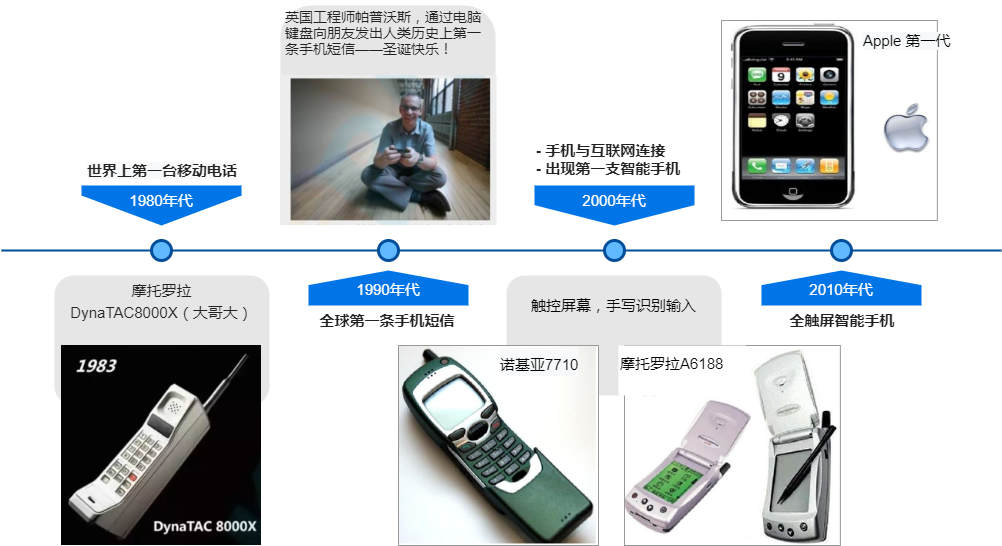 英国工程师帕普沃斯，通过电脑
键盘向朋友发出人类历史上第一
条手机短信——圣诞快乐！
Apple 第一代
世界上第一台移动电话
1980年代
- 手机与互联网连接
- 出现第一支智能手机
2000年代
摩托罗拉
DynaTAC8000X（大哥大）
1990年代
全球第一条手机短信
触控屏幕，手写识别输入
2010年代
全触屏智能手机
1983
DynaTAC 8000X
诺基亚7710
摩托罗拉A6188